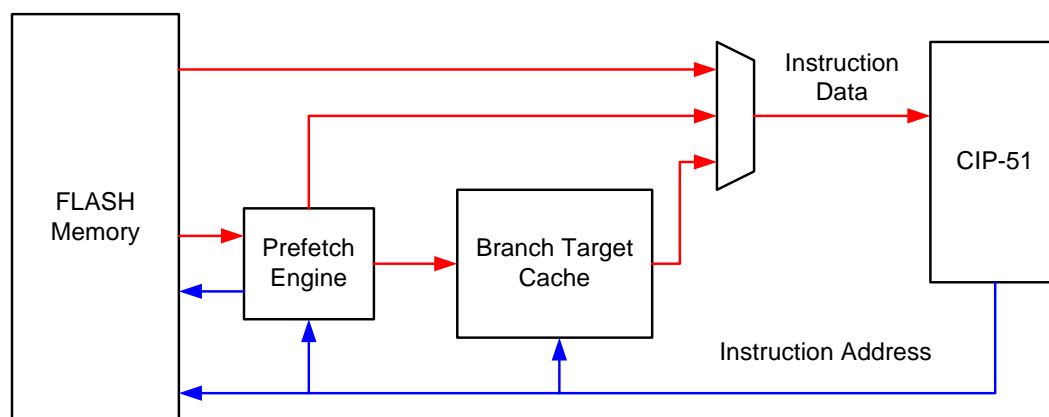 Instruction
Data
CIP-51
FLASH
Memory
Prefetch
Engine
Branch Target
Cache
Instruction Address